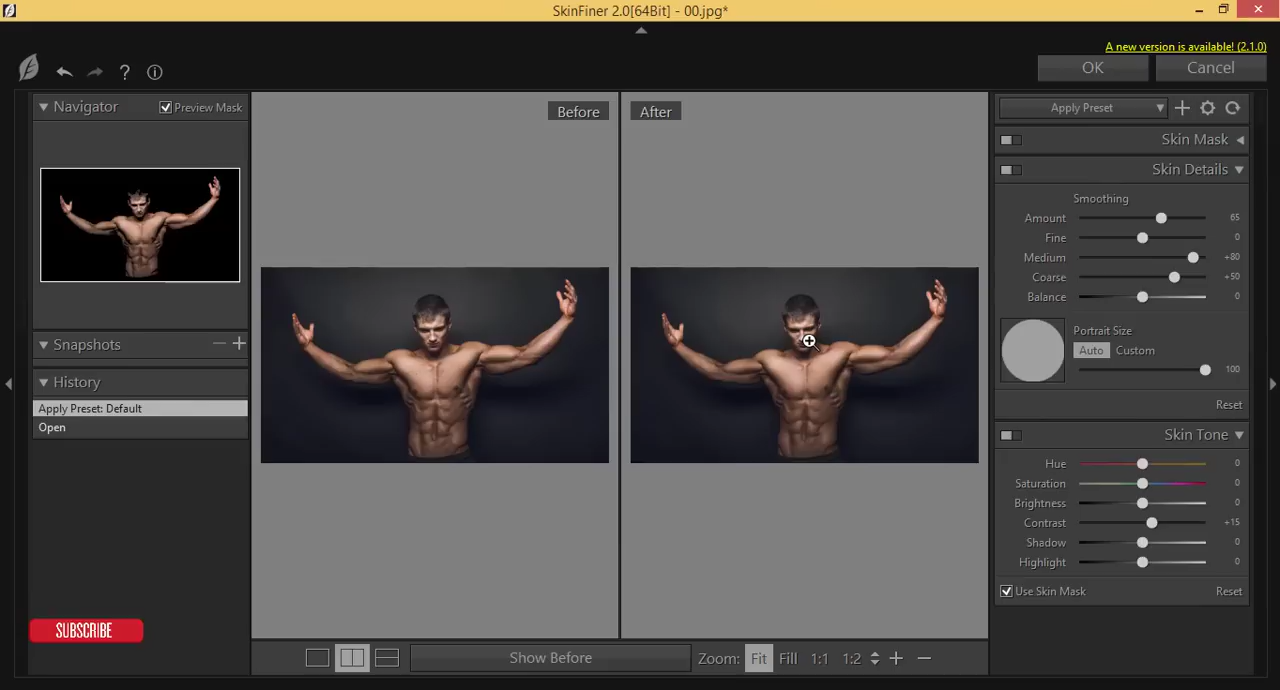 SkinFiner 2.0[64Bit] - 00.jpg*
A new version is available! (2.1.0)
OK
Cancel
?
Navigator
Preview Mask
Before
After
Apply Preset
Skin Mask
Skin Details
Smoothing
Amount 65
Fine 0
Medium +80
Coarse +50
Balance 0
Portrait Size
Auto Custom
100
Reset
Snapshots
History
Apply Preset: Default
Open
Skin Tone
Hue 0
Saturation 0
Brightness 0
Contrast +15
Shadow 0
Highlight 0
Use Skin Mask
Reset
SUBSCRIBE
Show Before
Zoom: Fit Fill 1:1 1:2